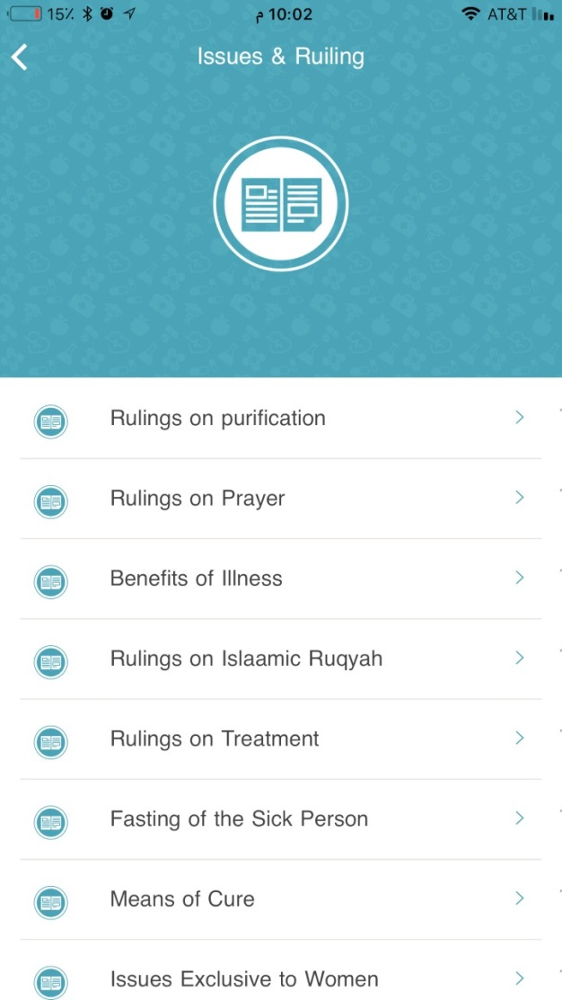 15٪ 10:02 م AT&T
Issues & Ruiling
Rulings on purification
Rulings on Prayer
Benefits of Illness
Rulings on Islaamic Ruqyah
Rulings on Treatment
Fasting of the Sick Person
Means of Cure
Issues Exclusive to Women